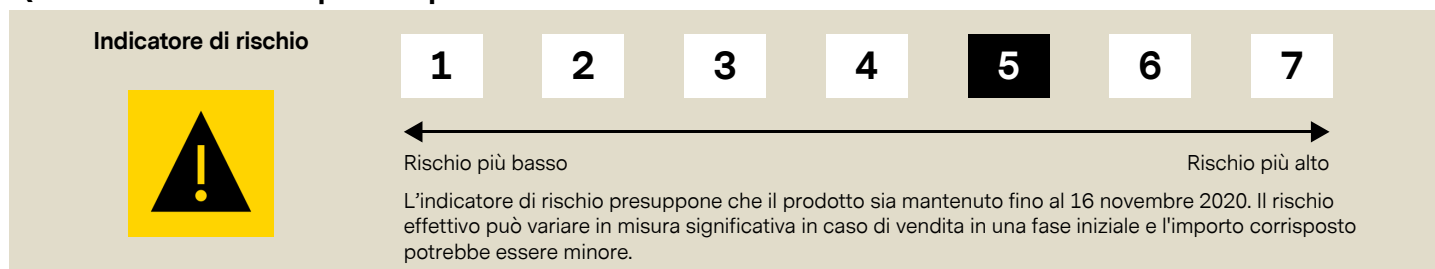 Indicatore di rischio
1 2 3 4 5 6 7
Rischio più basso Rischio più alto
L'indicatore di rischio presuppone che il prodotto sia mantenuto fino al 16 novembre 2020. Il rischio
effettivo può variare in misura significativa in caso di vendita in una fase iniziale e l'importo corrisposto
potrebbe essere minore.